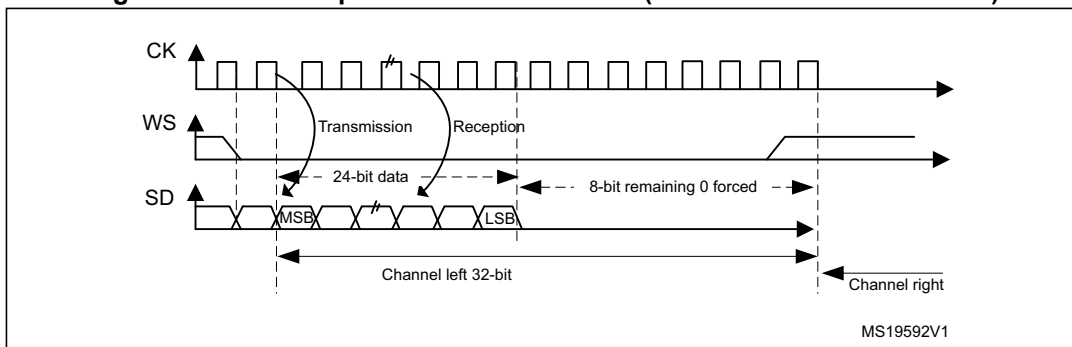 CK
WS
Transmission
Reception
24-bit data
8-bit remaining 0 forced
SD
MSB
LSB
Channel left 32-bit
Channel right
MS19592V1